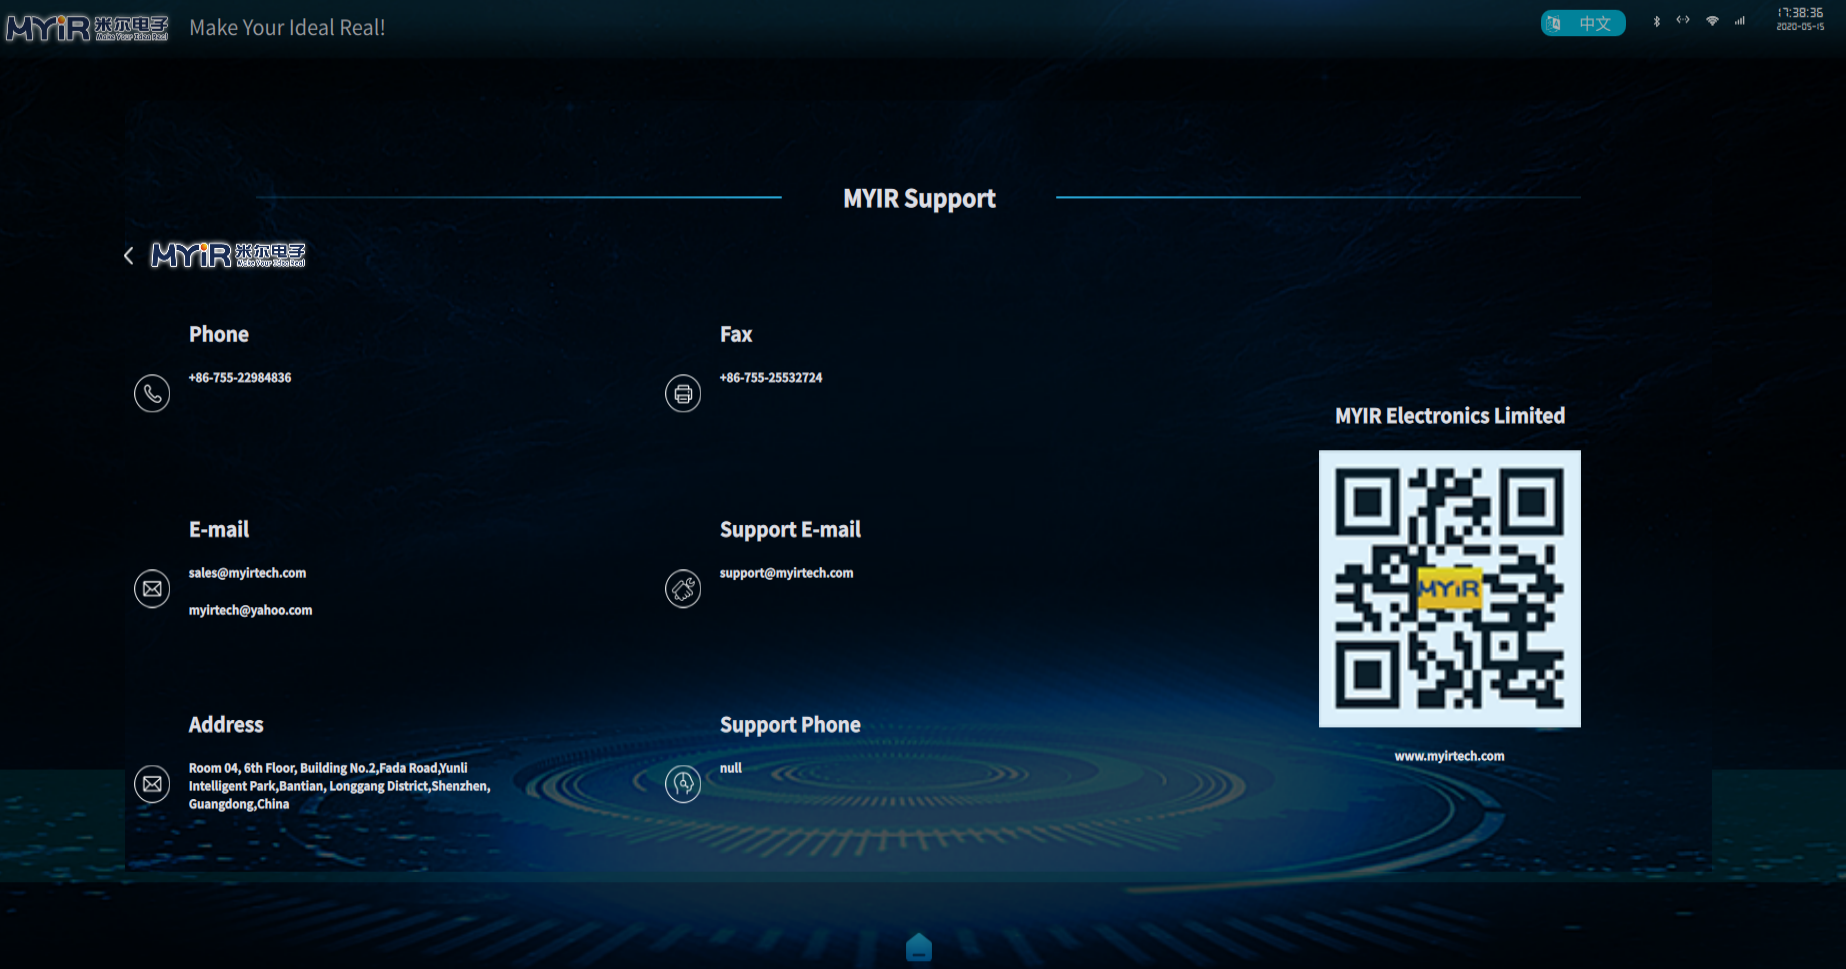 MYiR 米尔电子
Make Your Idea Real
Make Your Ideal Real!
中文
17:38:36
2020-05-15
MYIR Support
MYiR 米尔电子
Make Your Idea Real
Phone
+86-755-22984836
Fax
+86-755-25532724
MYIR Electronics Limited
MYiR
E-mail
sales@myirtech.com
myirtech@yahoo.com
Support E-mail
support@myirtech.com
Address
Room 04, 6th Floor, Building No.2,Fada Road,Yunli
Intelligent Park,Bantian, Longgang District,Shenzhen,
Guangdong,China
Support Phone
null
www.myirtech.com